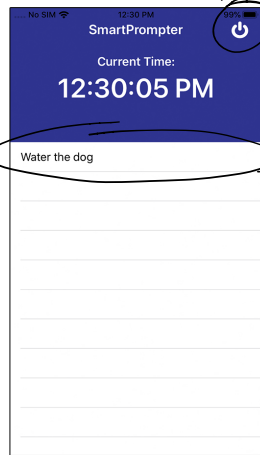 No SIM 12:30 PM 99%
SmartPrompter
Current Time:
12:30:05 PM
Water the dog